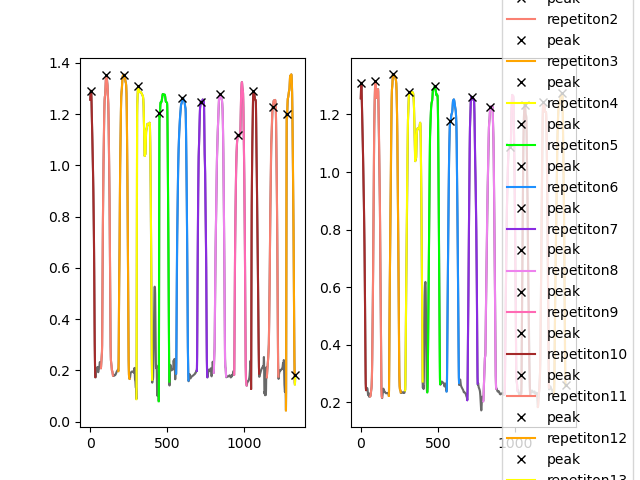 1.4
1.2
1.0
0.8
0.6
0.4
0.2
0.0
0
500
1000
1.2
1.0
0.8
0.6
0.4
0.2
0
500
1000
peak
repetiton2
peak
repetiton3
peak
repetiton4
peak
repetiton5
peak
repetiton6
peak
repetiton7
peak
repetiton8
peak
repetiton9
peak
repetiton10
peak
repetiton11
peak
repetiton12
peak
repetiton13